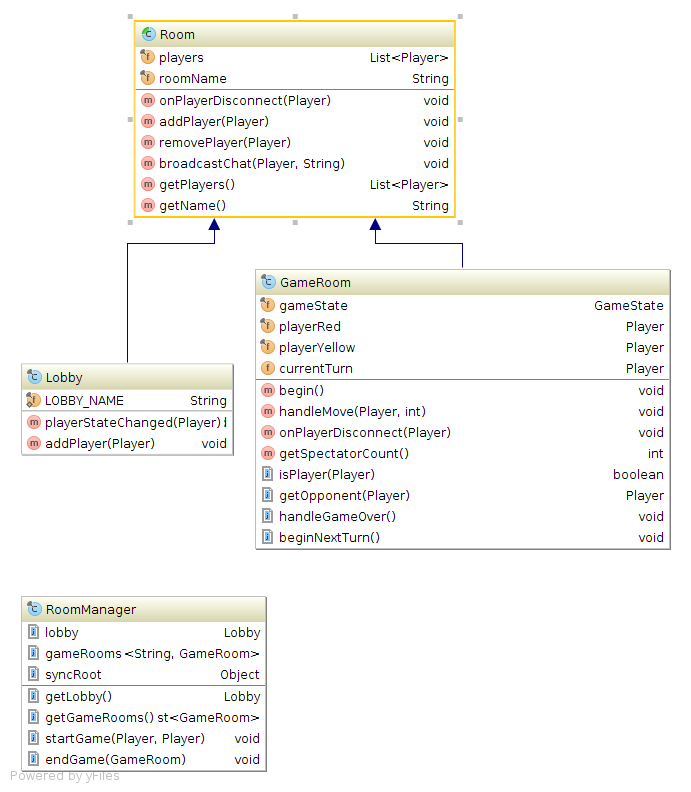 Room
players List<Player>
roomName String
onPlayerDisconnect(Player) void
addPlayer(Player) void
removePlayer(Player) void
broadcastChat(Player, String) void
getPlayers() List<Player>
getName() String
GameRoom
gameState GameState
playerRed Player
playerYellow Player
currentTurn Player
begin() void
handleMove(Player, int) void
onPlayerDisconnect(Player) void
getSpectatorCount() int
isPlayer(Player) boolean
getOpponent(Player) Player
handleGameOver() void
beginNextTurn() void
Lobby
LOBBY_NAME String
playerStateChanged(Player)
addPlayer(Player) void
RoomManager
lobby Lobby
gameRooms <String, GameRoom>
syncRoot Object
getLobby() Lobby
getGameRooms() st<GameRoom>
startGame(Player, Player) void
endGame(GameRoom) void
Powered by yFiles